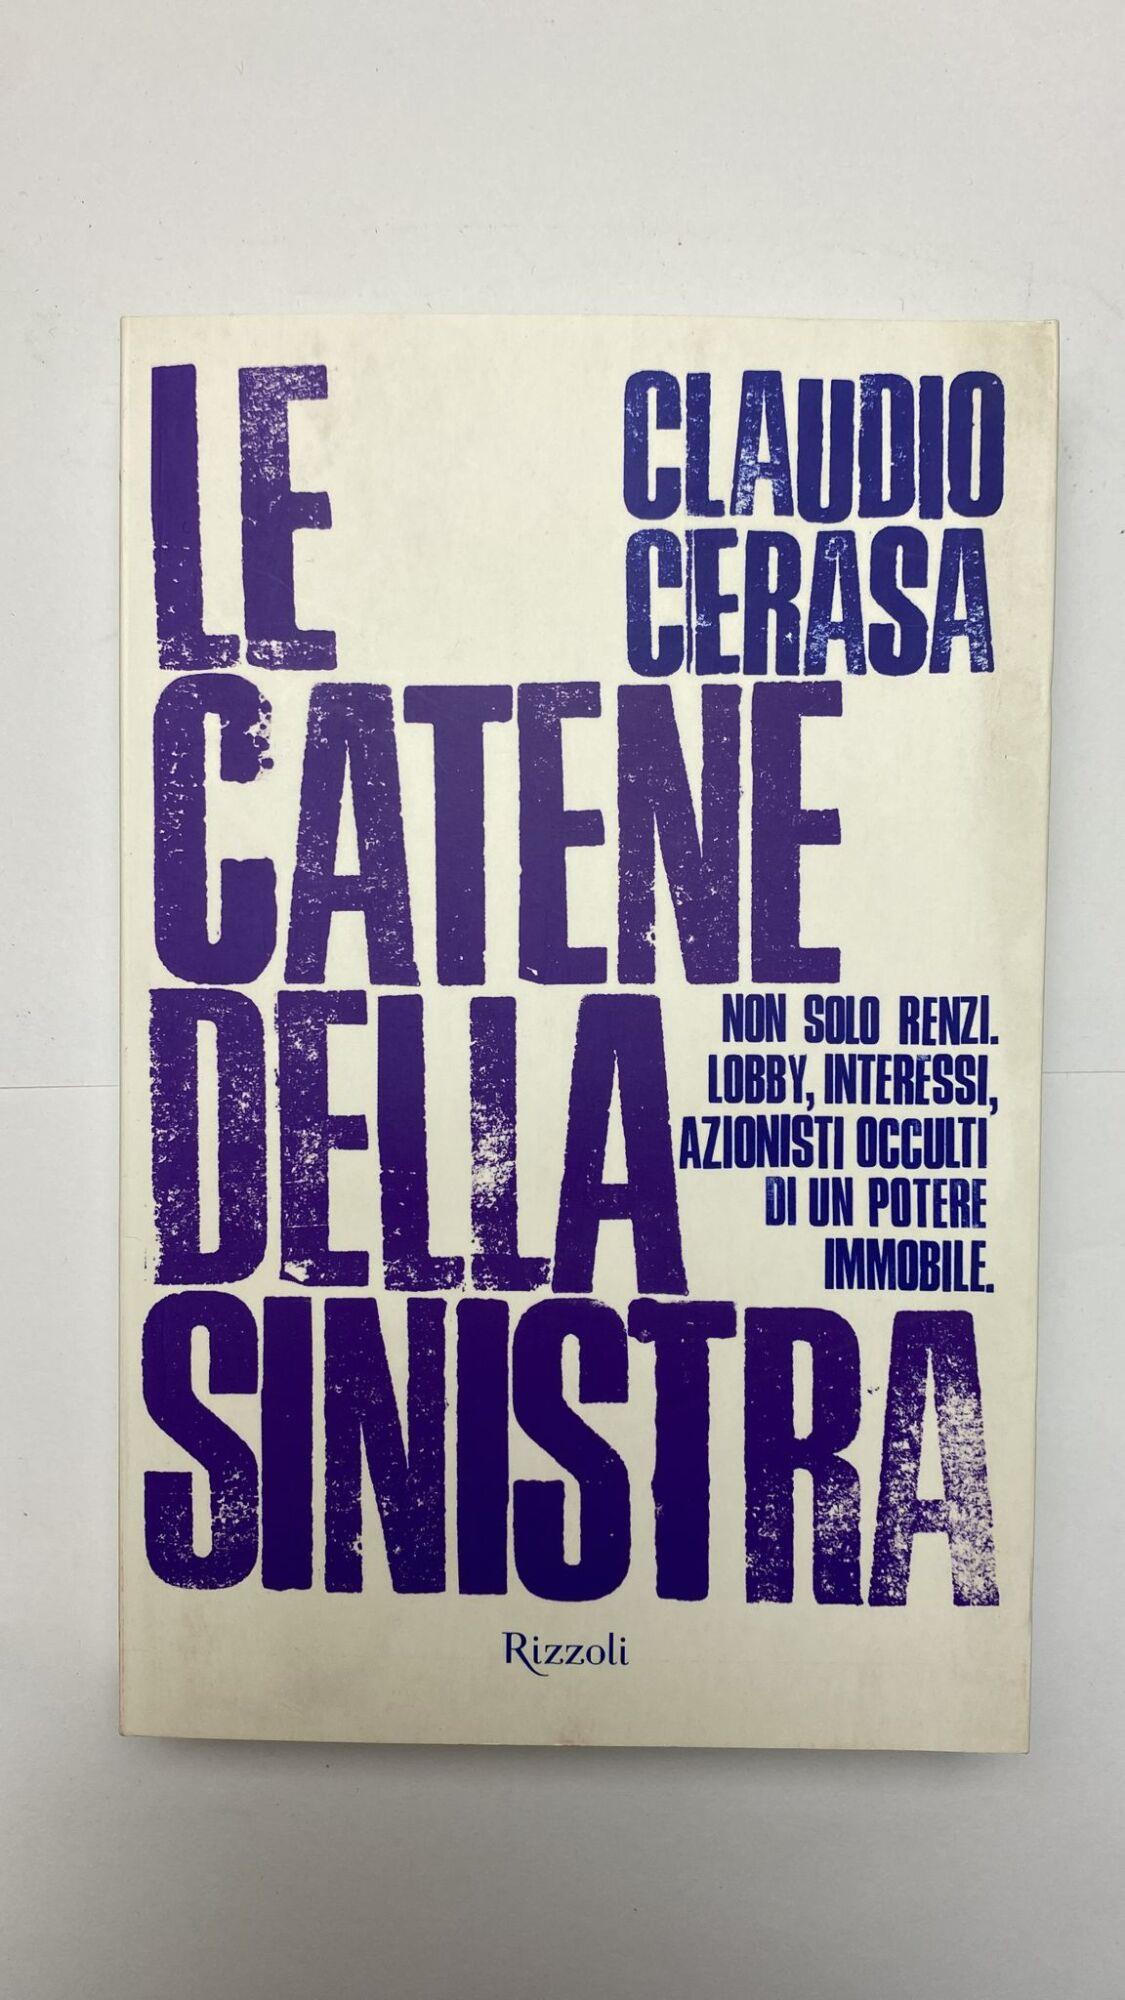 LE
CATENE
DELLA
SINISTRA
CLAUDIO
CERASA
NON SOLO RENZI.
LOBBY, INTERESSI,
AZIONISTI OCCULTI
DI UN POTERE
IMMOBILE.
Rizzoli